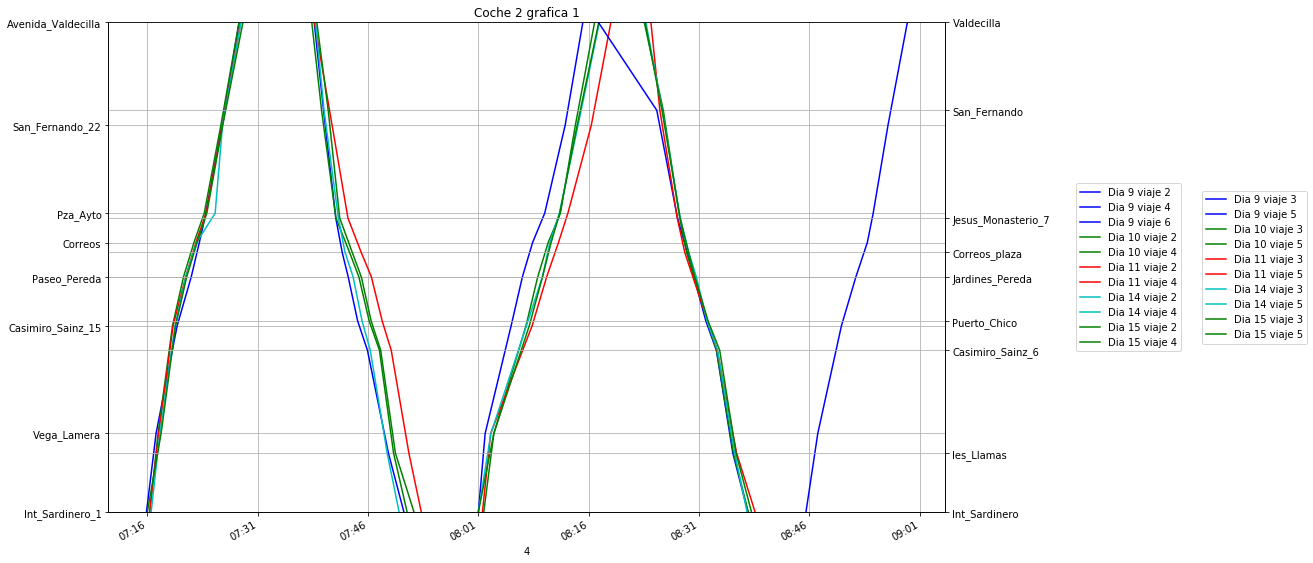 Coche 2 grafica 1
Avenida_Valdecilla
San_Fernando_22
Pza_Ayto
Correos
Paseo_Pereda
Casimiro_Sainz_15
Vega_Lamera
Int_Sardinero_1
Valdecilla
San_Fernando
Jesus_Monasterio_7
Correos_plaza
Jardines_Pereda
Puerto_Chico
Casimiro_Sainz_6
Ies_Llamas
Int_Sardinero
07:16
07:31
07:46
08:01
08:16
08:31
08:46
09:01
4
Dia 9 viaje 2
Dia 9 viaje 4
Dia 9 viaje 6
Dia 10 viaje 2
Dia 10 viaje 4
Dia 11 viaje 2
Dia 11 viaje 4
Dia 14 viaje 2
Dia 14 viaje 4
Dia 15 viaje 2
Dia 15 viaje 4
Dia 9 viaje 3
Dia 9 viaje 5
Dia 10 viaje 3
Dia 10 viaje 5
Dia 11 viaje 3
Dia 11 viaje 5
Dia 14 viaje 3
Dia 14 viaje 5
Dia 15 viaje 3
Dia 15 viaje 5